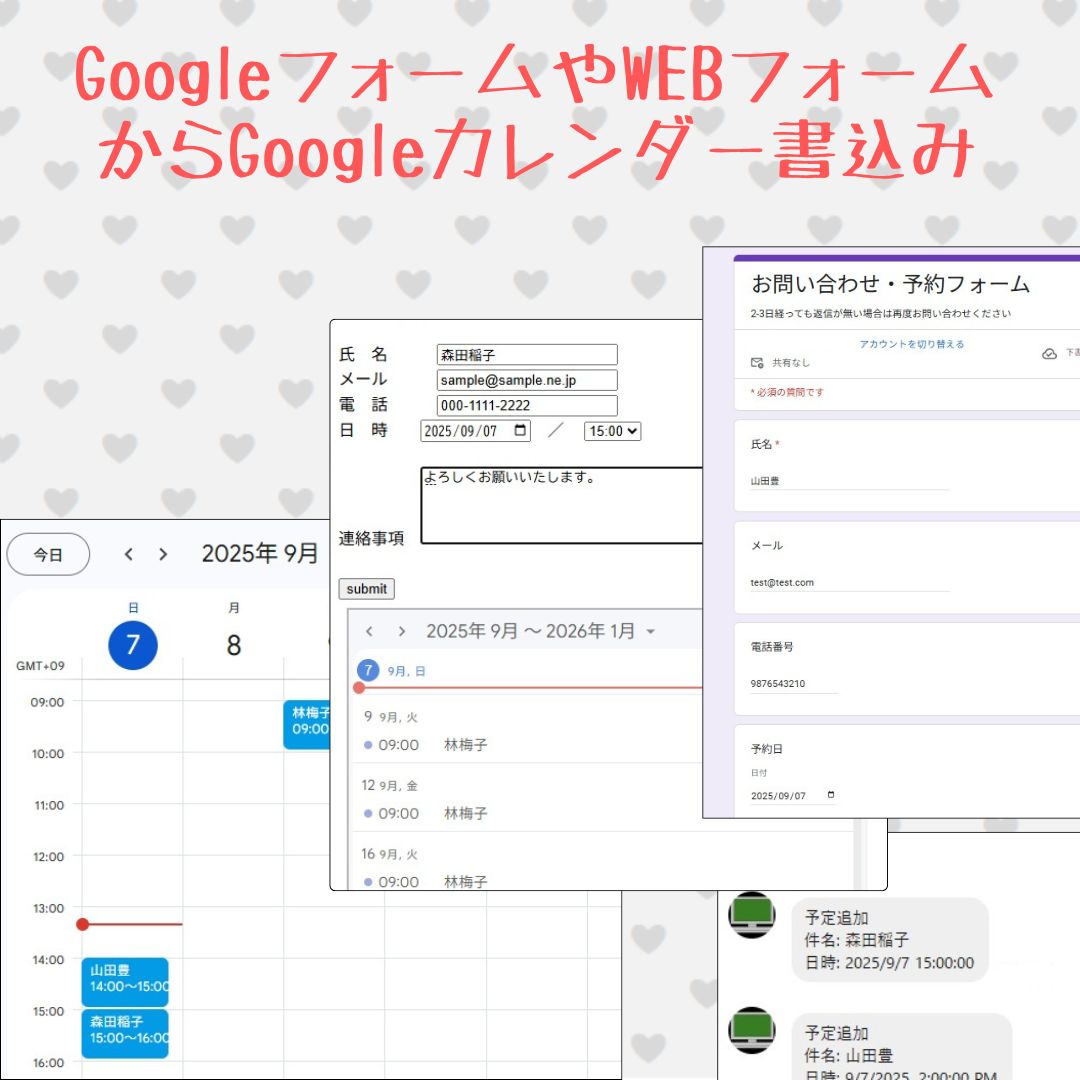 GoogleフォームやWEBフォーム
からGoogleカレンダー書込み
お問い合わせ・予約フォーム
2-3日経っても返信が無い場合は再度お問い合わせください
アカウントを切り替える
共有なし
下書
* 必須の質問です
氏名 *
山田豊
メール
test@test.com
電話番号
9876543210
予約日
日付
2025/09/07
氏 名 森田稲子
メール sample@sample.ne.jp
電 話 000-1111-2222
日 時 2025/09/07 ／ 15:00
よろしくお願いいたします。
連絡事項
submit
2025年 9月 ～ 2026年 1月
7 9月, 日
9 9月, 火
09:00 林梅子
12 9月, 金
09:00 林梅子
16 9月, 火
09:00 林梅子
今日 2025年 9月
日 月
7 8
GMT+09
09:00
林梅子
09:00
10:00
11:00
12:00
13:00
14:00
山田豊
14:00～15:00
15:00
森田稲子
15:00～16:00
16:00
予定追加
件名: 森田稲子
日時: 2025/9/7 15:00:00
予定追加
件名: 山田豊
日時: 9/7/2025, 2:00:00 PM